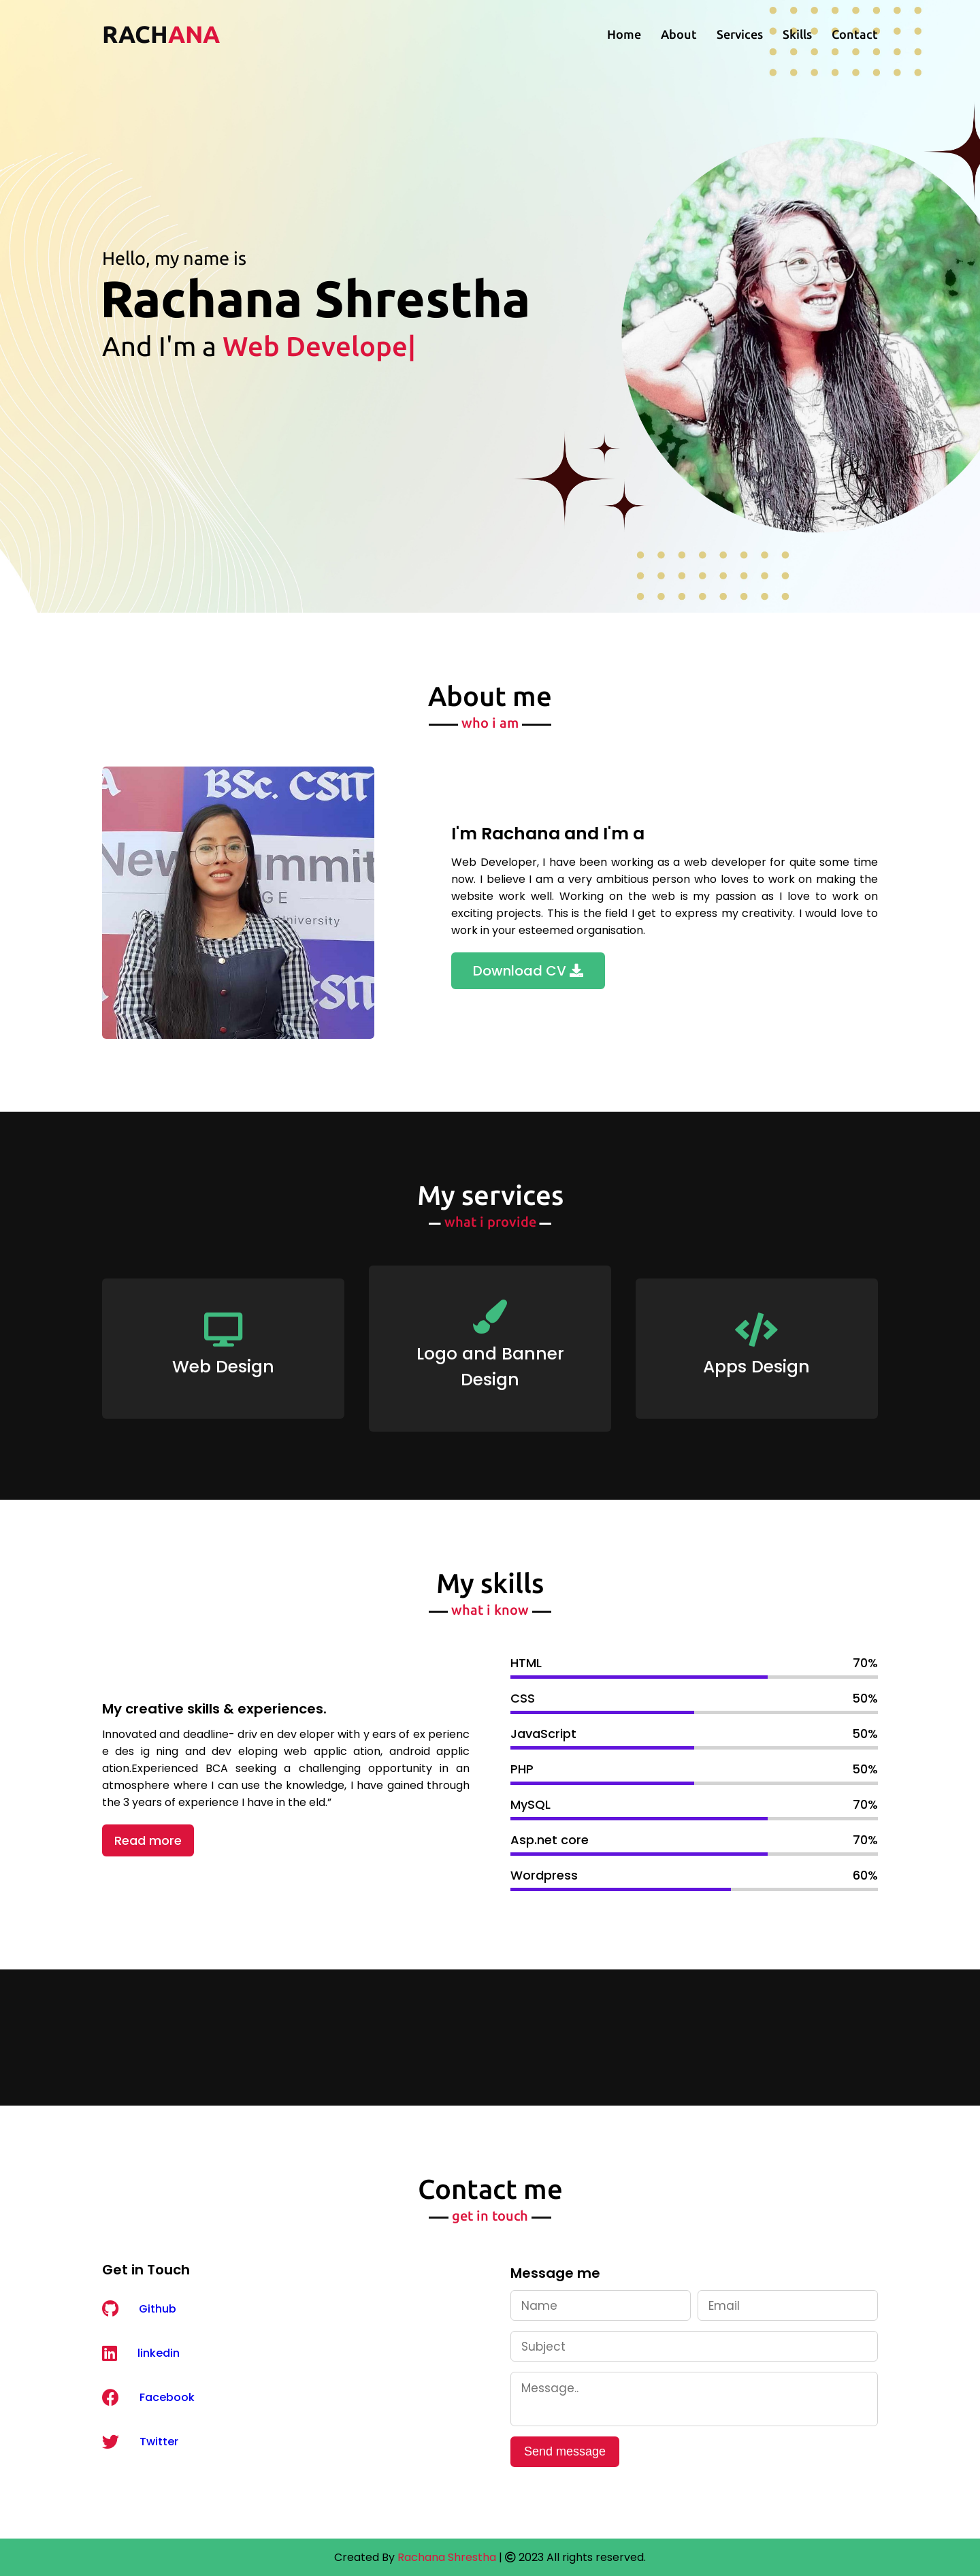 RACHANA
Home About Services Skills Contact
Hello, my name is
Rachana Shrestha
And I'm a Web Develope|
About me
who i am
BSc. CSIT
New Summit
GE
University
I'm Rachana and I'm a
Web Developer, I have been working as a web developer for quite some time
now. I believe I am a very ambitious person who loves to work on making the
website work well. Working on the web is my passion as I love to work on
exciting projects. This is the field I get to express my creativity. I would love to
work in your esteemed organisation.
Download CV
My services
what i provide
Web Design
Logo and Banner
Design
Apps Design
My skills
what i know
My creative skills & experiences.
Innovated and deadline- driv en dev eloper with y ears of ex perienc
e des ig ning and dev eloping web applic ation, android applic
ation.Experienced BCA seeking a challenging opportunity in an
atmosphere where I can use the knowledge, I have gained through
the 3 years of experience I have in the eld.”
Read more
HTML 70%
CSS 50%
JavaScript 50%
PHP 50%
MySQL 70%
Asp.net core 70%
Wordpress 60%
Contact me
get in touch
Get in Touch
Github
linkedin
Facebook
Twitter
Message me
Name Email
Subject
Message..
Send message
Created By Rachana Shrestha | © 2023 All rights reserved.